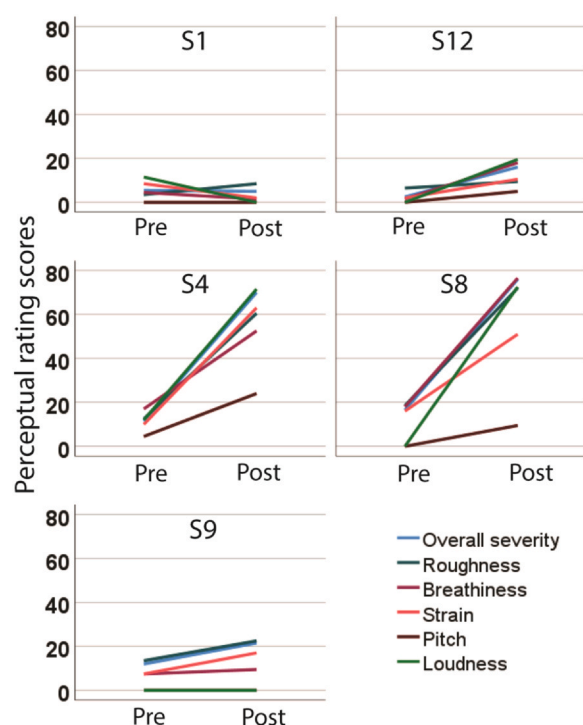 80
60
40
20
0
S1
Pre
Post
S12
Pre
Post
Perceptual rating scores
80
60
40
20
0
S4
Pre
Post
S8
Pre
Post
80
60
40
20
0
S9
Pre
Post
Overall severity
Roughness
Breathiness
Strain
Pitch
Loudness